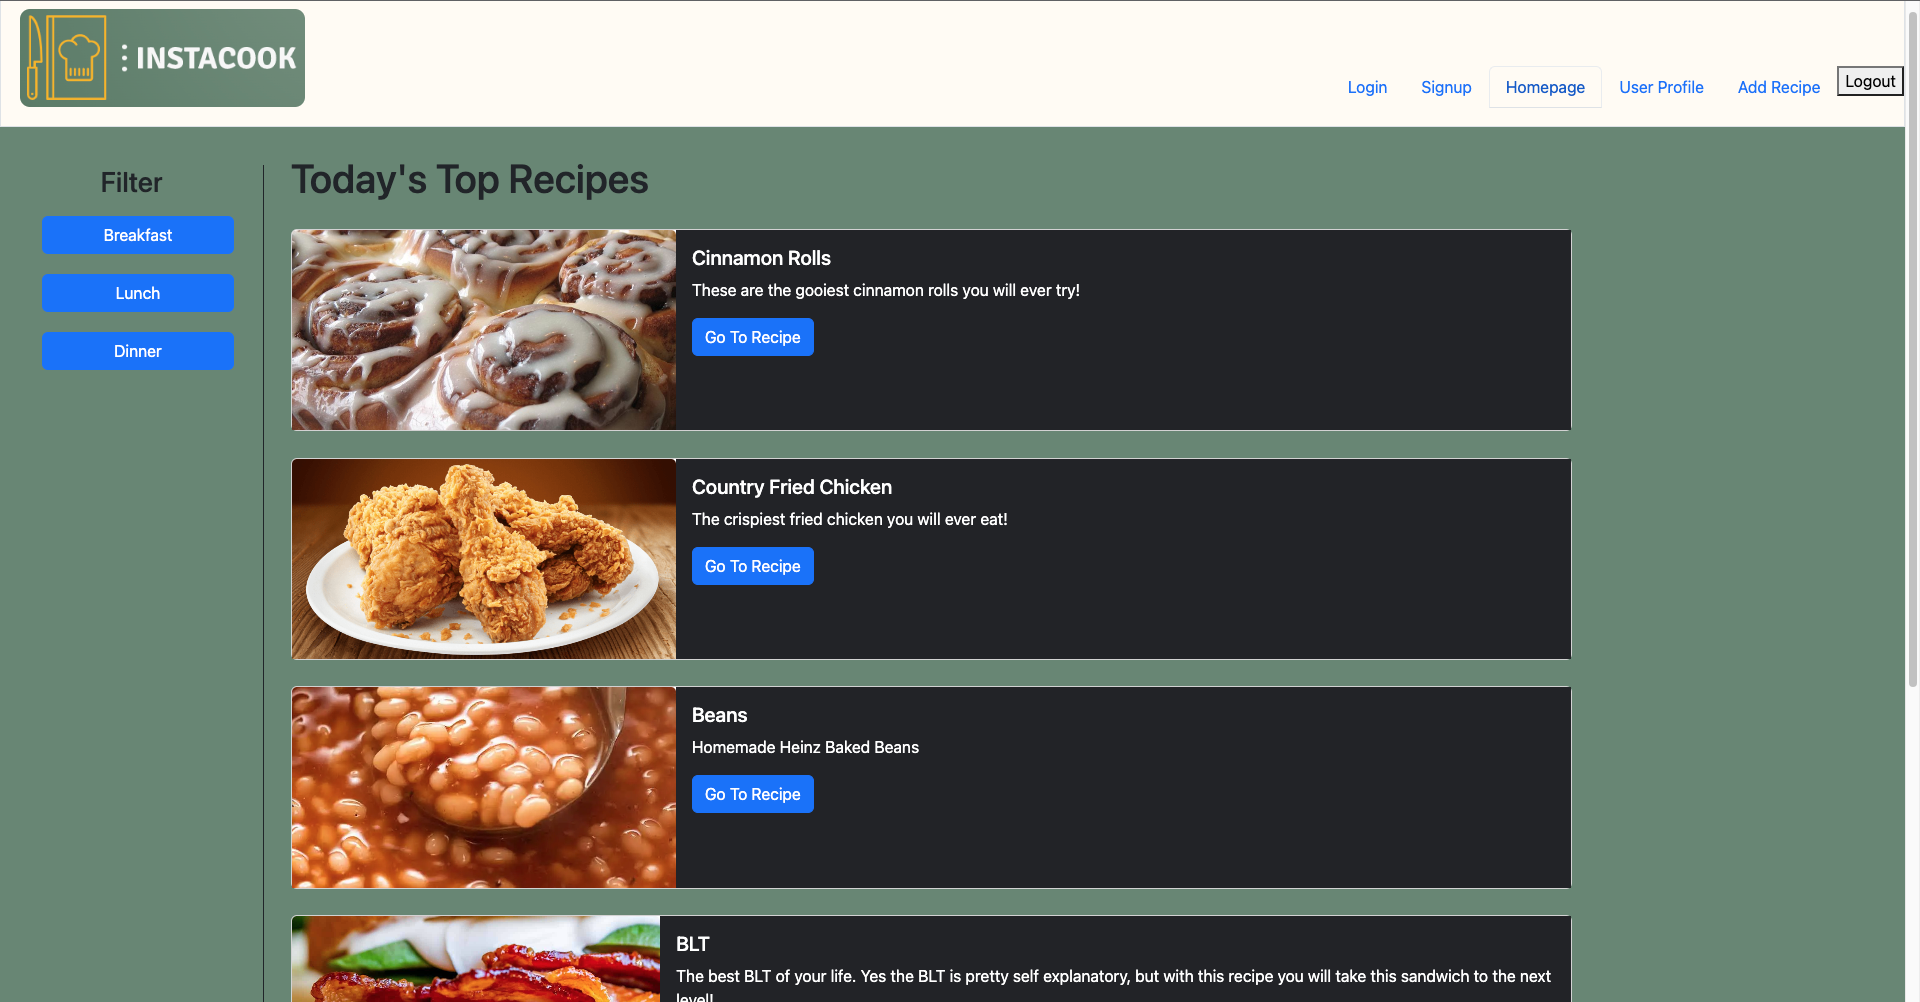 INSTACOOK
Login Signup Homepage User Profile Add Recipe Logout
Filter
Breakfast
Lunch
Dinner
Today's Top Recipes
Cinnamon Rolls
These are the gooiest cinnamon rolls you will ever try!
Go To Recipe
Country Fried Chicken
The crispiest fried chicken you will ever eat!
Go To Recipe
Beans
Homemade Heinz Baked Beans
Go To Recipe
BLT
The best BLT of your life. Yes the BLT is pretty self explanatory, but with this recipe you will take this sandwich to the next
level!